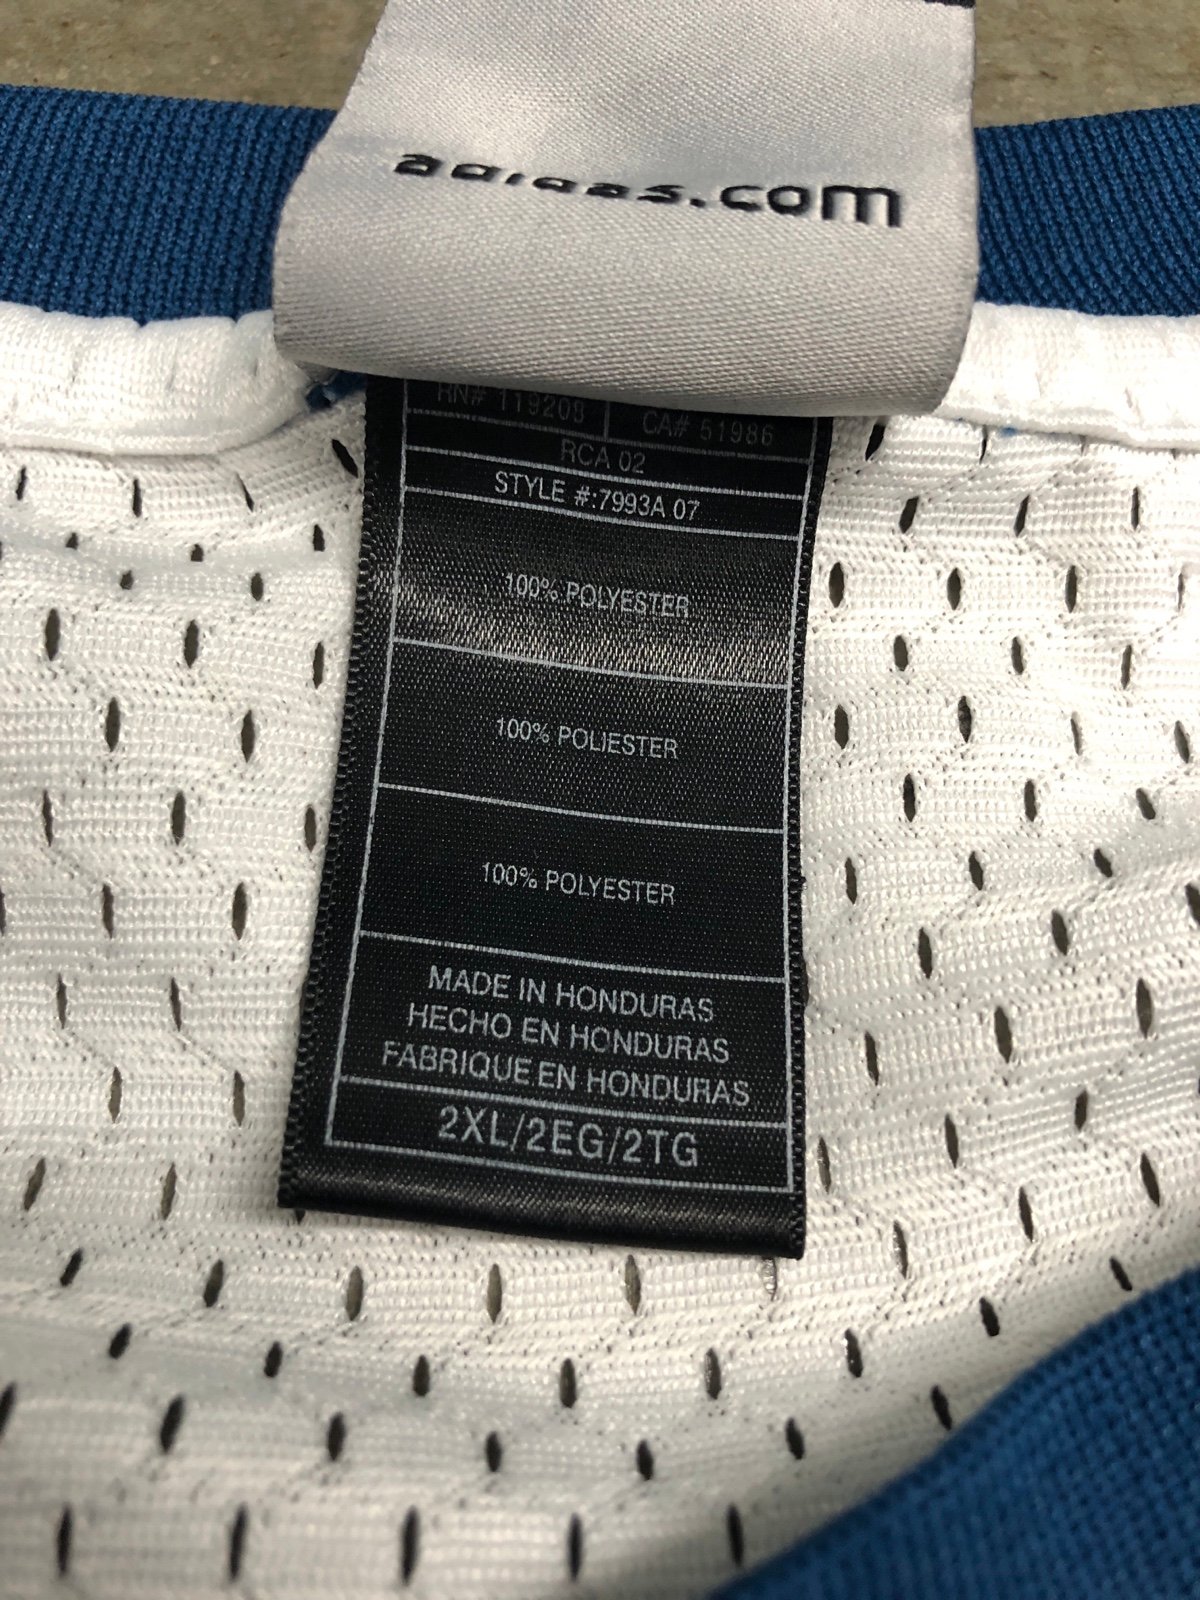 adidas.com
RN# 119208 CA# 51986
RCA 02
STYLE #:7993A 07
100% POLYESTER
100% POLIESTER
100% POLYESTER
MADE IN HONDURAS
HECHO EN HONDURAS
FABRIQUE EN HONDURAS
2XL/2EG/2TG